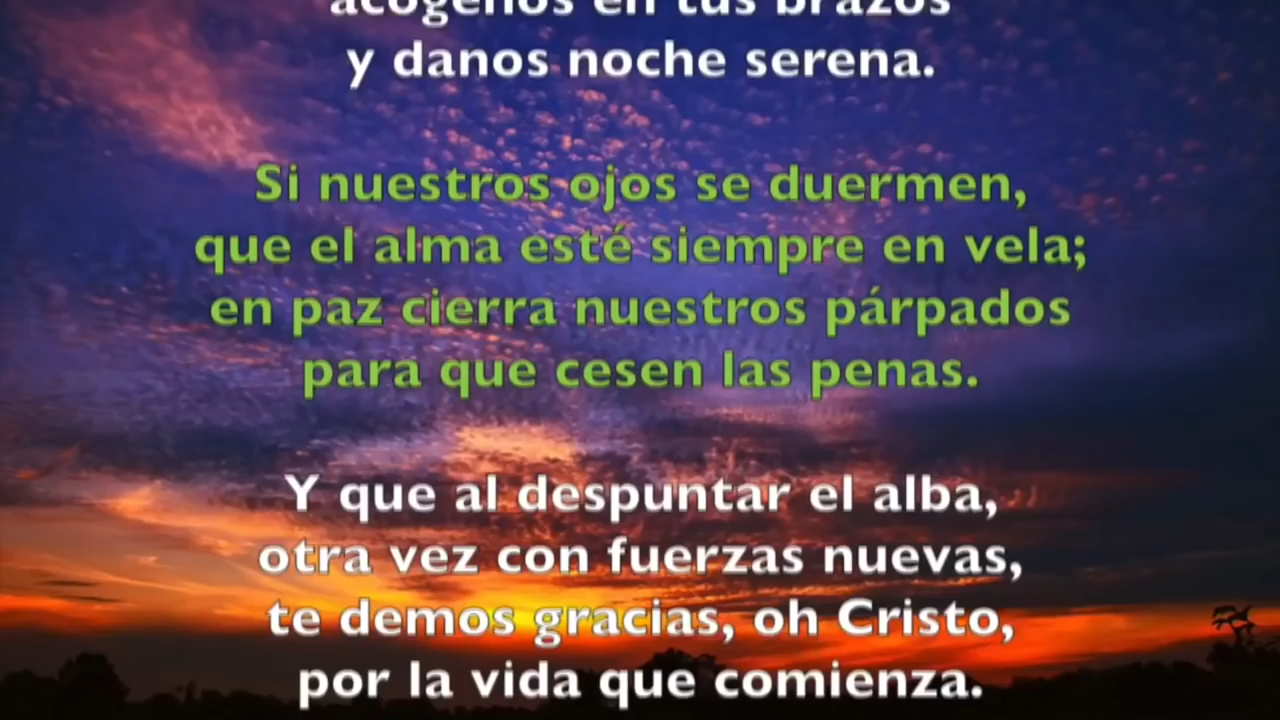 acógenos en tus brazos
y danos noche serena.
Si nuestros ojos se duermen,
que el alma esté siempre en vela;
en paz cierra nuestros párpados
para que cesen las penas.
Y que al despuntar el alba,
otra vez con fuerzas nuevas,
te demos gracias, oh Cristo,
por la vida que comienza.